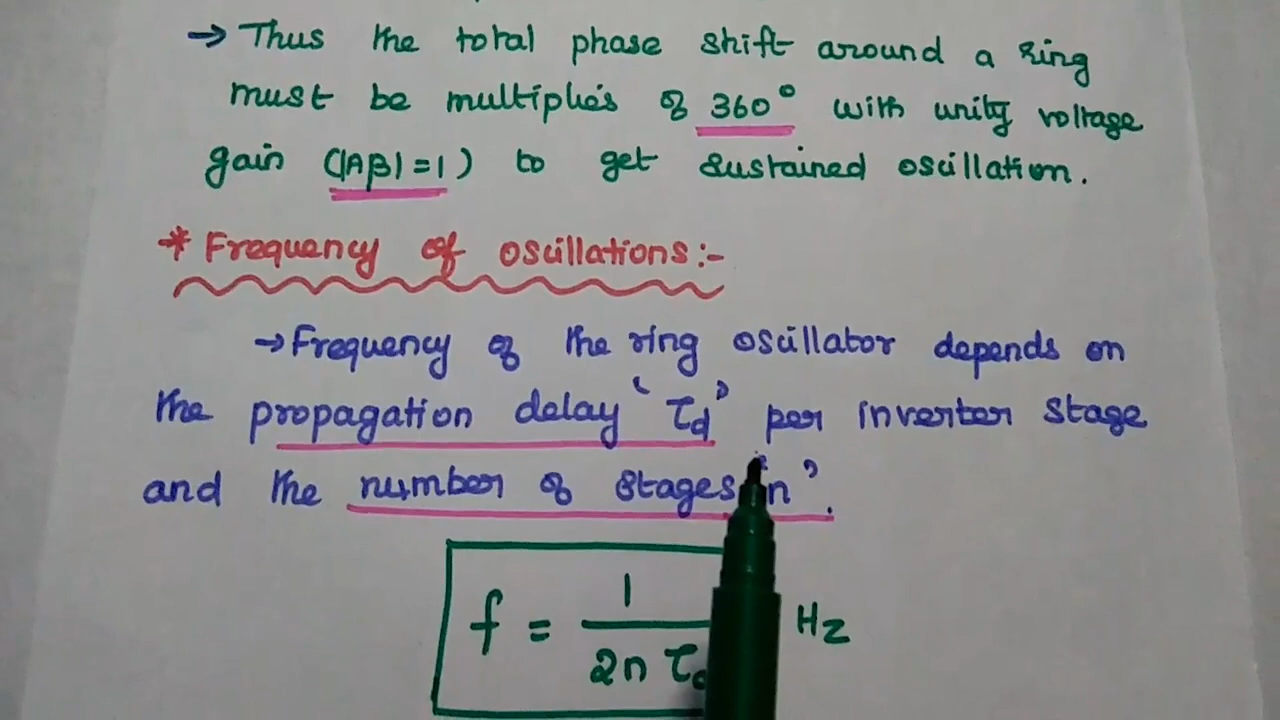 → Thus the total phase shift around a ring
must be multiples of 360° with unity voltage
gain (|Aβ| = 1) to get sustained oscillation.
* Frequency of oscillations:-
→ Frequency of the ring oscillator depends on
the propagation delay 'τd' per inverter stage
and the number of stages 'n'.
f = 1 / 2n τd Hz